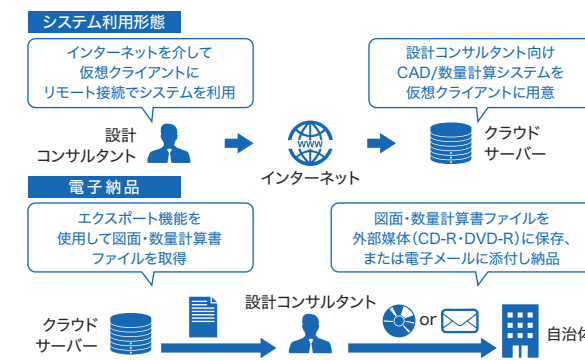 システム利用形態
インターネットを介して
仮想クライアントに
リモート接続でシステムを利用
設計コンサルタント向け
CAD/数量計算システムを
仮想クライアントに用意
設計
コンサルタント
www
インターネット
クラウド
サーバー
電子納品
エクスポート機能を
使用して図面・数量計算書
ファイルを取得
図面・数量計算書ファイルを
外部媒体(CD-R・DVD-R)に保存、
または電子メールに添付し納品
クラウド
サーバー
設計コンサルタント
or
自治体